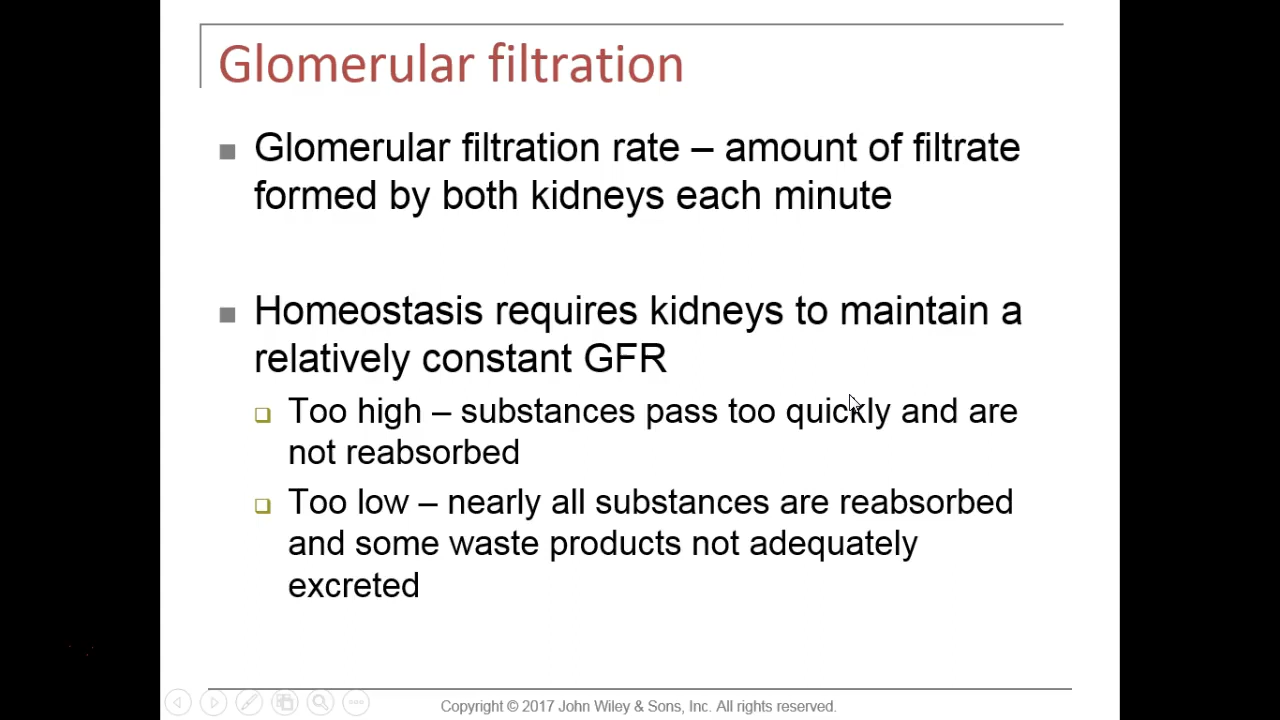 Glomerular filtration
Glomerular filtration rate – amount of filtrate
formed by both kidneys each minute
Homeostasis requires kidneys to maintain a
relatively constant GFR
Too high – substances pass too quickly and are
not reabsorbed
Too low – nearly all substances are reabsorbed
and some waste products not adequately
excreted
Copyright © 2017 John Wiley & Sons, Inc. All rights reserved.